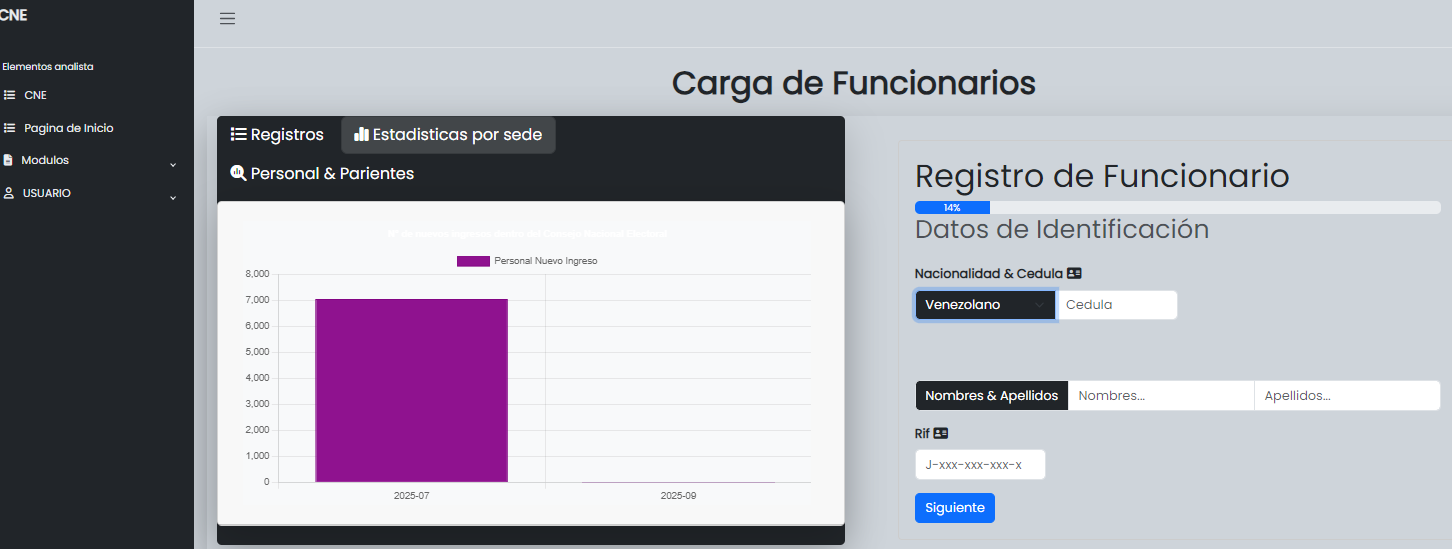 CNE
Elementos analista
CNE
Pagina de Inicio
Modulos
USUARIO
Carga de Funcionarios
Registros
Estadisticas por sede
Personal & Parientes
Personal Nuevo Ingreso
8,000
7,000
6,000
5,000
4,000
3,000
2,000
1,000
0
2025-07
2025-09
Registro de Funcionario
14%
Datos de Identificación
Nacionalidad & Cedula
Venezolano Cedula
Nombres & Apellidos Nombres... Apellidos...
Rif
J-xxx-xxx-xxx-x
Siguiente